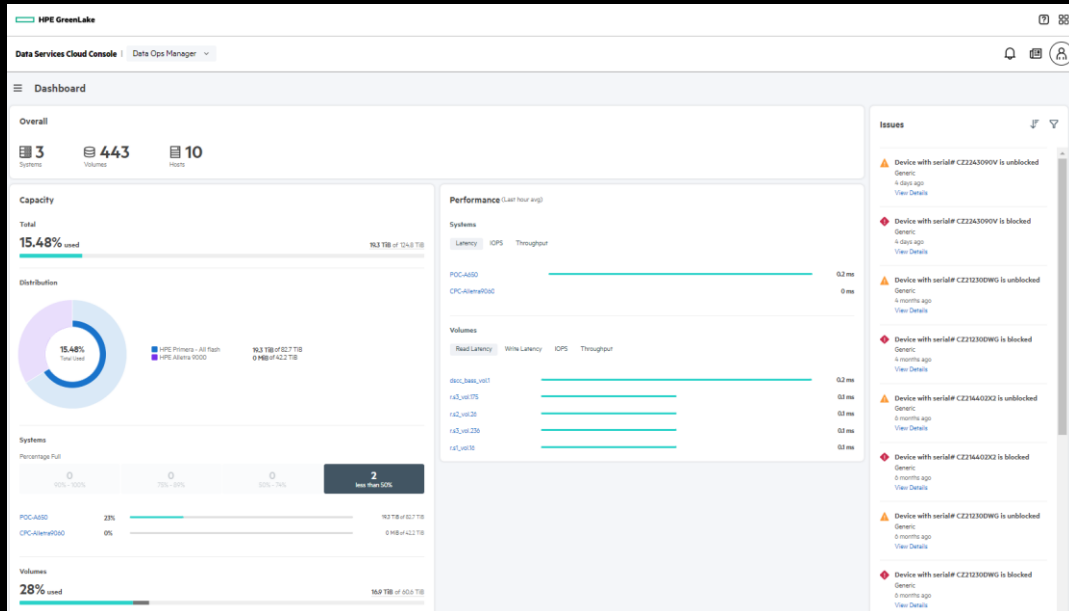 HPE GreenLake
Data Services Cloud Console | Data Ops Manager
Dashboard
Overall
3
Systems
443
Volumes
10
Hosts
Capacity
Total
15.48% used
19.3 TiB of 124.8 TiB
Distribution
15.48%
Total Used
HPE Primera - All flash 19.3 TiB of 82.7 TiB
HPE Alletra 9000 0 MiB of 42.2 TiB
Systems
Percentage Full
0
90% - 100%
0
75% - 89%
0
50% - 74%
2
less than 50%
POC-A650 23% 19.3 TiB of 82.7 TiB
CPC-Alletra9060 0% 0 MiB of 42.2 TiB
Volumes
28% used
16.9 TiB of 60.6 TiB
Performance (Last hour avg)
Systems
Latency IOPS Throughput
POC-A650 0.2 ms
CPC-Alletra9060 0 ms
Volumes
Read Latency Write Latency IOPS Throughput
dscc_base_vol.1 0.2 ms
ra3_vol.175 0.1 ms
ra2_vol.26 0.1 ms
ra3_vol.236 0.1 ms
ra1_vol.16 0.1 ms
Issues
Device with serial# CZ2243090V is unblocked
Generic
4 days ago
View Details
Device with serial# CZ2243090V is blocked
Generic
4 days ago
View Details
Device with serial# CZ21230DWG is unblocked
Generic
4 months ago
View Details
Device with serial# CZ21230DWG is blocked
Generic
4 months ago
View Details
Device with serial# CZ214402X2 is unblocked
Generic
6 months ago
View Details
Device with serial# CZ214402X2 is blocked
Generic
6 months ago
View Details
Device with serial# CZ21230DWG is unblocked
Generic
6 months ago
View Details
Device with serial# CZ21230DWG is blocked
Generic
6 months ago
View Details